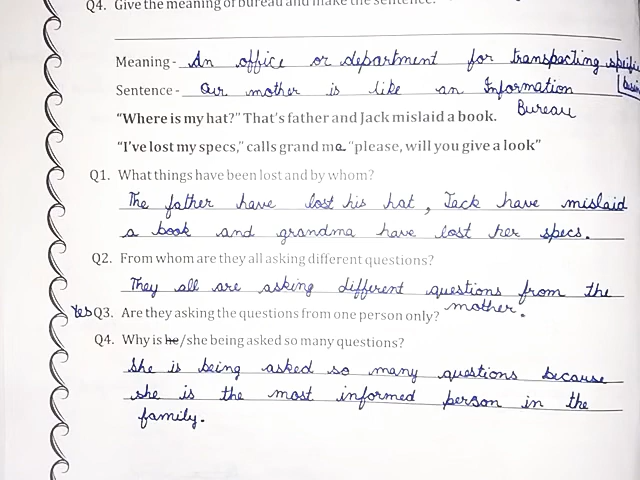 Q4. Give the meaning of bureau and make the sentence.
Meaning - An office or department for transpacting specific
Sentence - Our mother is like an Information
Bureau
“Where is my hat?” That’s father and Jack mislaid a book.
“I’ve lost my specs,” calls grand ma “please, will you give a look”
Q1. What things have been lost and by whom?
The father have lost his hat, Jack have mislaid
a book and grandma have lost her specs.
Q2. From whom are they all asking different questions?
They all are asking different questions from the
mother.
Yes Q3. Are they asking the questions from one person only?
Q4. Why is he/she being asked so many questions?
She is being asked so many questions because
she is the most informed person in the
family.